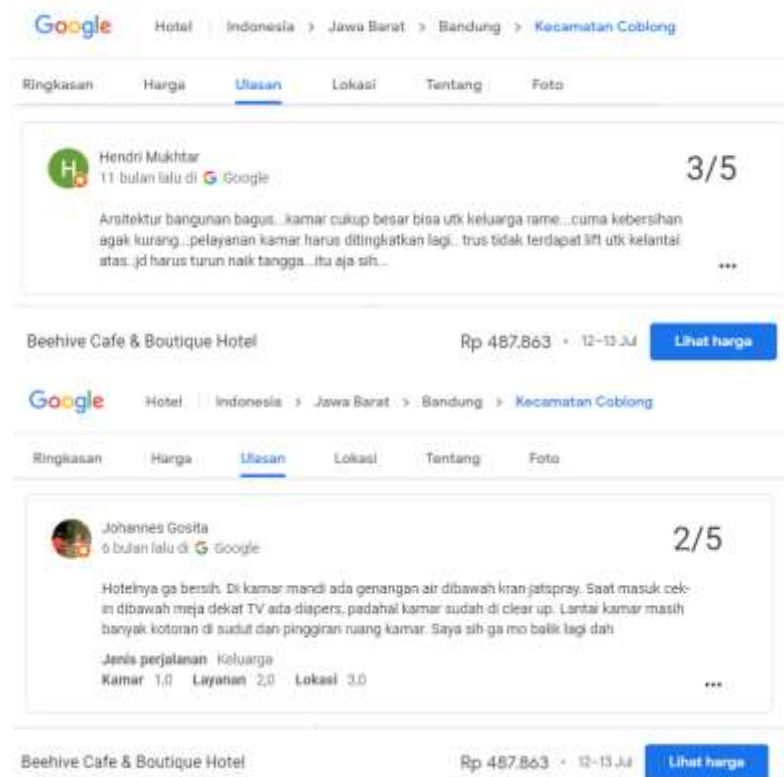 Google Hotel Indonesia > Jawa Barat > Bandung > Kecamatan Coblong
Ringkasan Harga Ulasan Lokasi Tentang Foto
H
Hendri Mukhtar
11 bulan lalu di G Google
3/5
Arsitektur bangunan bagus...kamar cukup besar bisa utk keluarga rame...cuma kebersihan
agak kurang...pelayanan kamar harus ditingkatkan lagi.. trus tidak terdapat lift utk kelantai
atas..jd harus turun naik tangga...itu aja sih...
Beehive Cafe & Boutique Hotel Rp 487.863 · 12–13 Jul Lihat harga
Google Hotel Indonesia > Jawa Barat > Bandung > Kecamatan Coblong
Ringkasan Harga Ulasan Lokasi Tentang Foto
Johannes Gosita
6 bulan lalu di G Google
2/5
Hotelnya ga bersih. Di kamar mandi ada genangan air dibawah kran jatspray. Saat masuk cek-
in dibawah meja dekat TV ada diapers, padahal kamar sudah di clear up. Lantai kamar masih
banyak kotoran di sudut dan pinggiran ruang kamar. Saya sih ga mo balik lagi dah
Jenis perjalanan Keluarga
Kamar 1,0 Layanan 2,0 Lokasi 3,0
Beehive Cafe & Boutique Hotel Rp 487.863 · 12–13 Jul Lihat harga